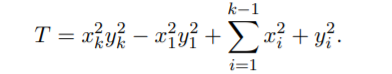 T = x_k^2 y_k^2 − x_1^2 y_1^2 + \sum_{i=1}^{k−1} x_i^2 + y_i^2.